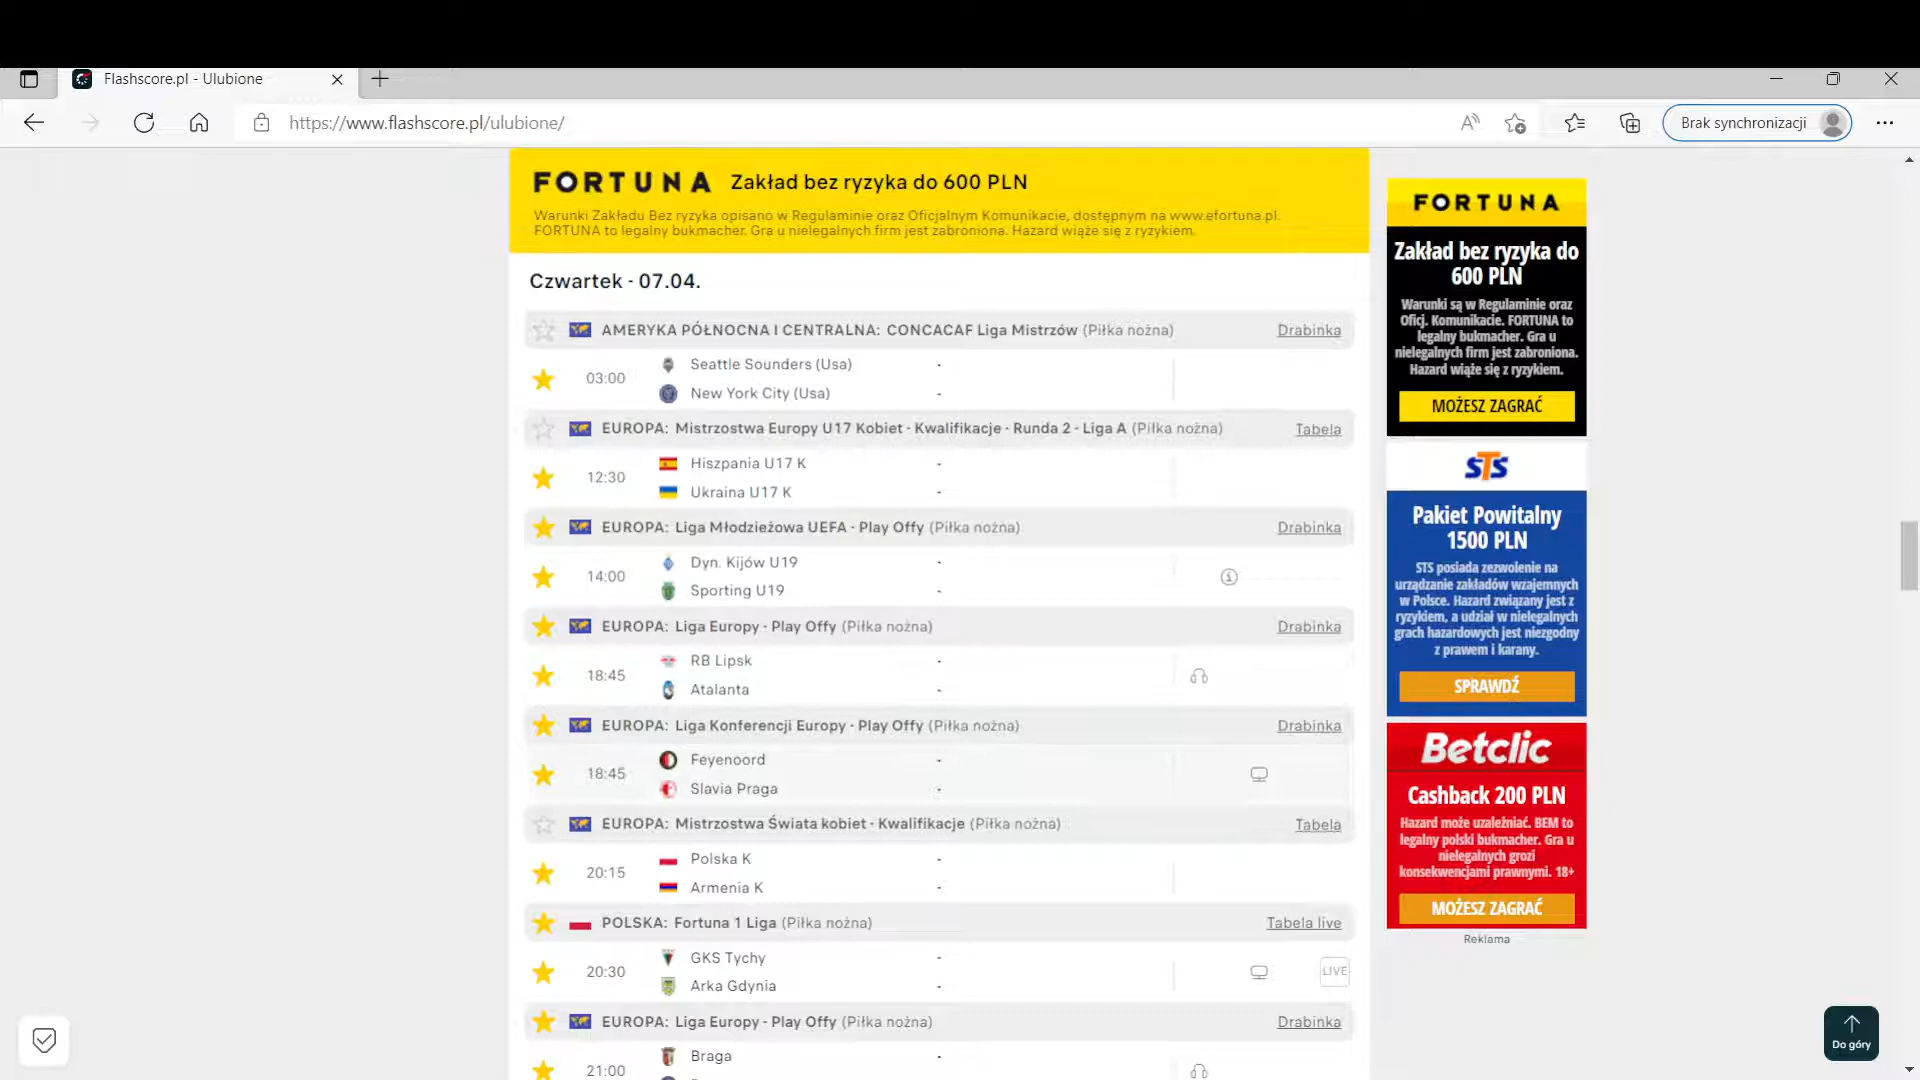 Flashscore.pl - Ulubione
https://www.flashscore.pl/ulubione/
Brak synchronizacji
FORTUNA Zakład bez ryzyka do 600 PLN
Warunki Zakładu Bez ryzyka opisano w Regulaminie oraz Oficjalnym Komunikacie, dostępnym na www.efortuna.pl.
FORTUNA to legalny bukmacher. Gra u nielegalnych firm jest zabroniona. Hazard wiąże się z ryzykiem.
Czwartek - 07.04.
AMERYKA PÓŁNOCNA I CENTRALNA: CONCACAF Liga Mistrzów (Piłka nożna) Drabinka
03:00
Seattle Sounders (Usa) -
New York City (Usa) -
EUROPA: Mistrzostwa Europy U17 Kobiet - Kwalifikacje - Runda 2 - Liga A (Piłka nożna) Tabela
12:30
Hiszpania U17 K -
Ukraina U17 K -
EUROPA: Liga Młodzieżowa UEFA - Play Offy (Piłka nożna) Drabinka
14:00
Dyn. Kijów U19 -
Sporting U19 -
EUROPA: Liga Europy - Play Offy (Piłka nożna) Drabinka
18:45
RB Lipsk -
Atalanta -
EUROPA: Liga Konferencji Europy - Play Offy (Piłka nożna) Drabinka
18:45
Feyenoord -
Slavia Praga -
EUROPA: Mistrzostwa Świata kobiet - Kwalifikacje (Piłka nożna) Tabela
20:15
Polska K -
Armenia K -
POLSKA: Fortuna 1 Liga (Piłka nożna) Tabela live
20:30
GKS Tychy -
Arka Gdynia -
LIVE
EUROPA: Liga Europy - Play Offy (Piłka nożna) Drabinka
21:00
Braga -
FORTUNA
Zakład bez ryzyka do
600 PLN
Warunki są w Regulaminie oraz
Oficj. Komunikacie. FORTUNA to
legalny bukmacher. Gra u
nielegalnych firm jest zabroniona.
Hazard wiąże się z ryzykiem.
MOŻESZ ZAGRAĆ
STS
Pakiet Powitalny
1500 PLN
STS posiada zezwolenie na
urządzanie zakładów wzajemnych
w Polsce. Hazard związany jest z
ryzykiem, a udział w nielegalnych
grach hazardowych jest niezgodny
z prawem i karany.
SPRAWDŹ
Betclic
Cashback 200 PLN
Hazard może uzależniać. BEM to
legalny polski bukmacher. Gra u
nielegalnych grozi
konsekwencjami prawnymi. 18+
MOŻESZ ZAGRAĆ
Reklama
Do góry